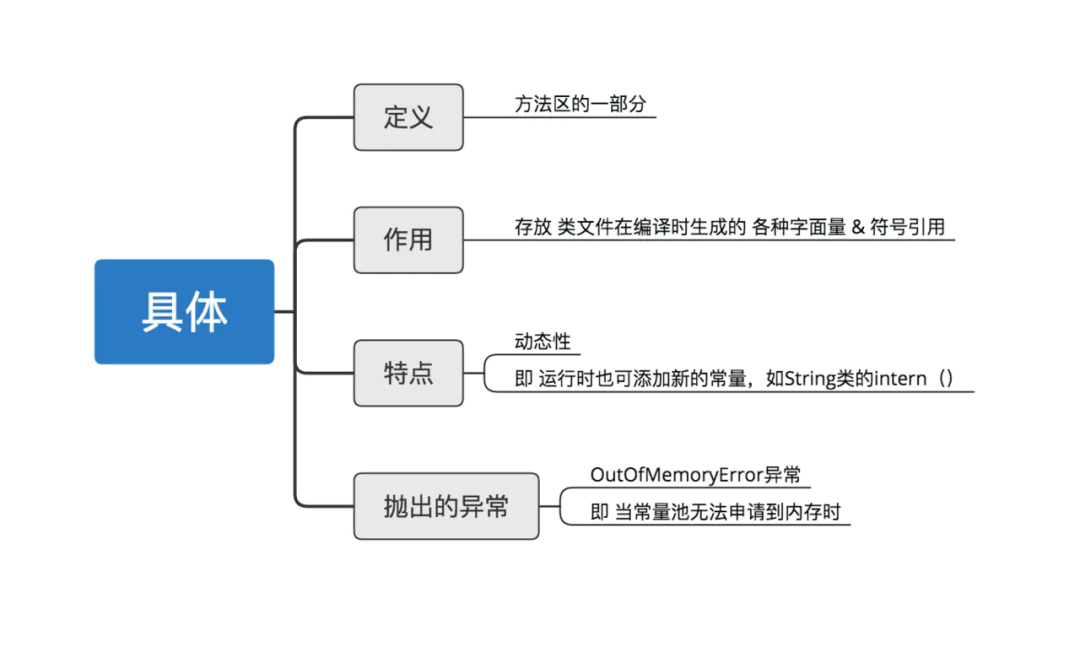 具体
定义
方法区的一部分
作用
存放 类文件在编译时生成的 各种字面量 & 符号引用
特点
动态性
即 运行时也可添加新的常量，如String类的intern（）
抛出的异常
OutOfMemoryError异常
即 当常量池无法申请到内存时